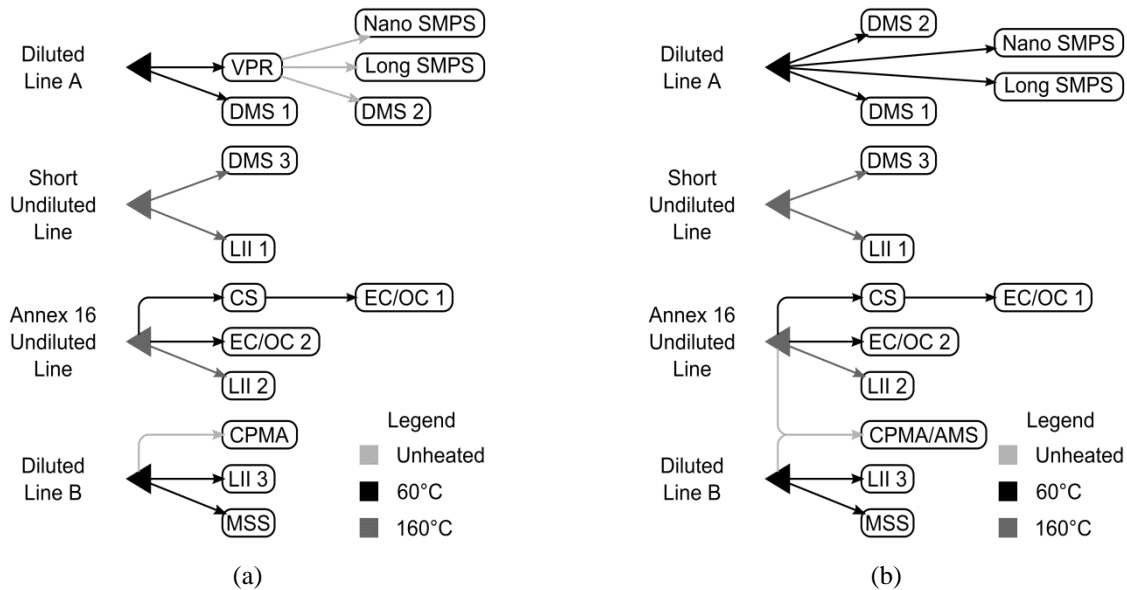 Diluted
Line A
VPR
DMS 1
Nano SMPS
Long SMPS
DMS 2
Short
Undiluted
Line
DMS 3
LII 1
Annex 16
Undiluted
Line
CS
EC/OC 1
EC/OC 2
LII 2
Diluted
Line B
CPMA
LII 3
MSS
Legend
Unheated
60°C
160°C
(a)
Diluted
Line A
DMS 2
Nano SMPS
Long SMPS
DMS 1
Short
Undiluted
Line
DMS 3
LII 1
Annex 16
Undiluted
Line
CS
EC/OC 1
EC/OC 2
LII 2
Diluted
Line B
CPMA/AMS
LII 3
MSS
Legend
Unheated
60°C
160°C
(b)